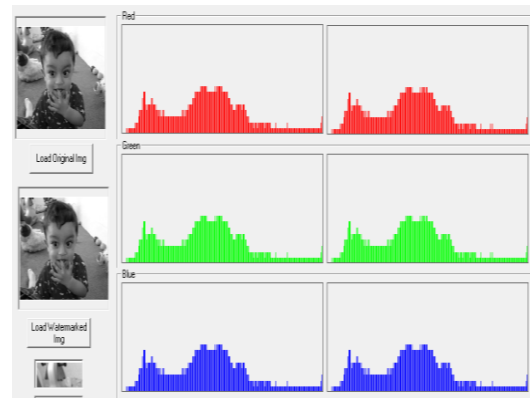 Red
Load Original Img
Green
Load Watermarked
Img
Blue